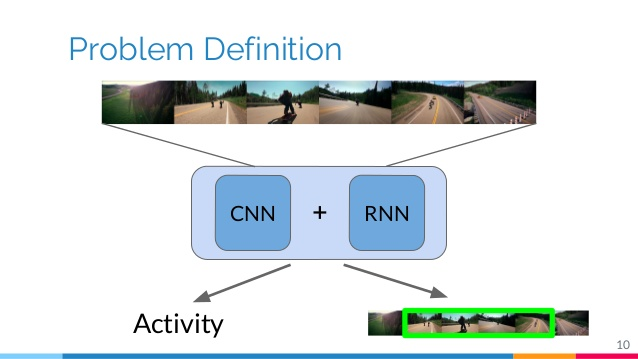 Problem Definition
CNN + RNN
Activity
10